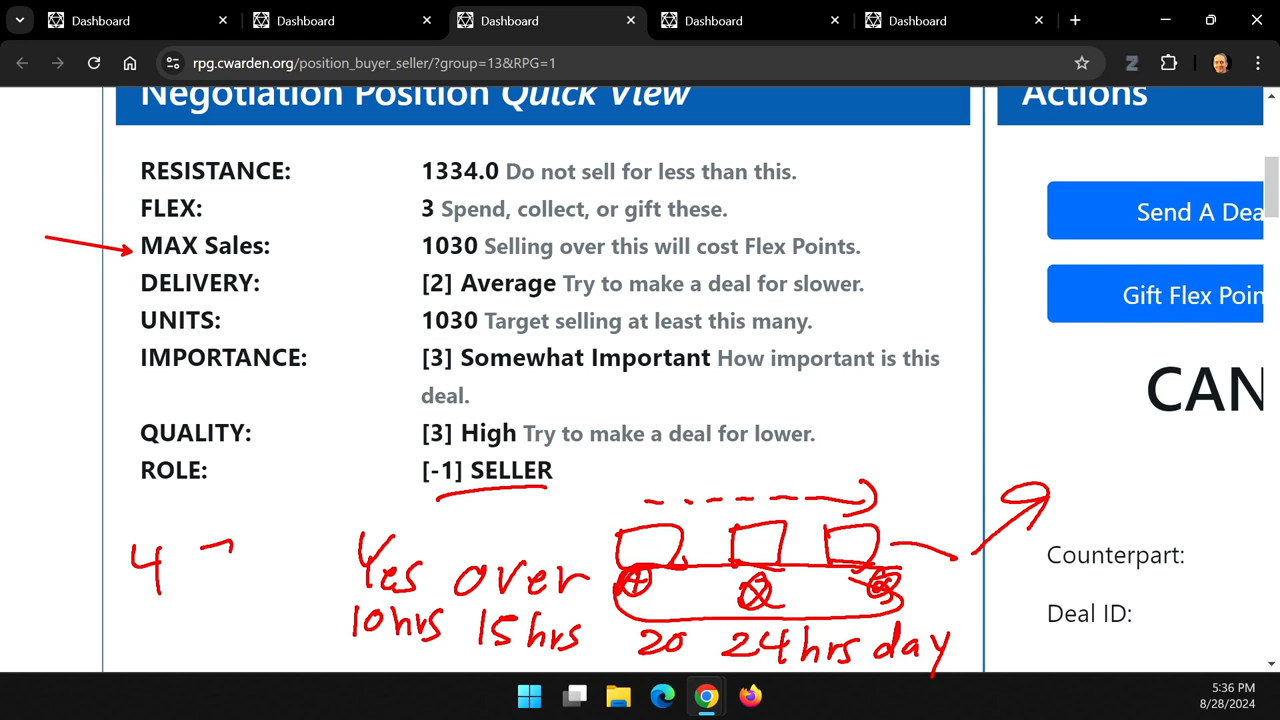 Dashboard
Dashboard
Dashboard
Dashboard
Dashboard
rpg.cwarden.org/position_buyer_seller/?group=13&RPG=1
Negotiation Position Quick View
RESISTANCE: 1334.0 Do not sell for less than this.
FLEX: 3 Spend, collect, or gift these.
MAX Sales: 1030 Selling over this will cost Flex Points.
DELIVERY: [2] Average Try to make a deal for slower.
UNITS: 1030 Target selling at least this many.
IMPORTANCE: [3] Somewhat Important How important is this
deal.
QUALITY: [3] High Try to make a deal for lower.
ROLE: [-1] SELLER
4
Yes over
10hrs 15hrs 20 24hrs day
Actions
Send A Dea
Gift Flex Poin
CAN
Counterpart:
Deal ID:
5:36 PM
8/28/2024